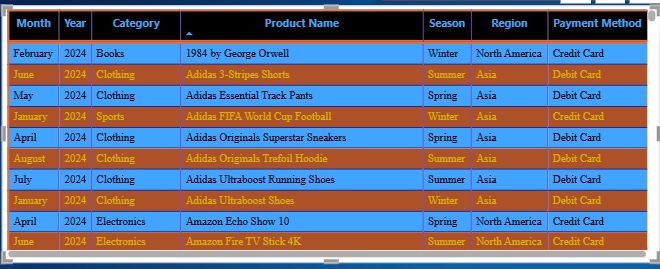 Month Year Category Product Name Season Region Payment Method
February 2024 Books 1984 by George Orwell Winter North America Credit Card
June 2024 Clothing Adidas 3-Stripes Shorts Summer Asia Debit Card
May 2024 Clothing Adidas Essential Track Pants Spring Asia Debit Card
January 2024 Sports Adidas FIFA World Cup Football Winter Asia Credit Card
April 2024 Clothing Adidas Originals Superstar Sneakers Spring Asia Debit Card
August 2024 Clothing Adidas Originals Trefoil Hoodie Summer Asia Debit Card
July 2024 Clothing Adidas Ultraboost Running Shoes Summer Asia Debit Card
January 2024 Clothing Adidas Ultraboost Shoes Winter Asia Debit Card
April 2024 Electronics Amazon Echo Show 10 Spring North America Credit Card
June 2024 Electronics Amazon Fire TV Stick 4K Summer North America Credit Card